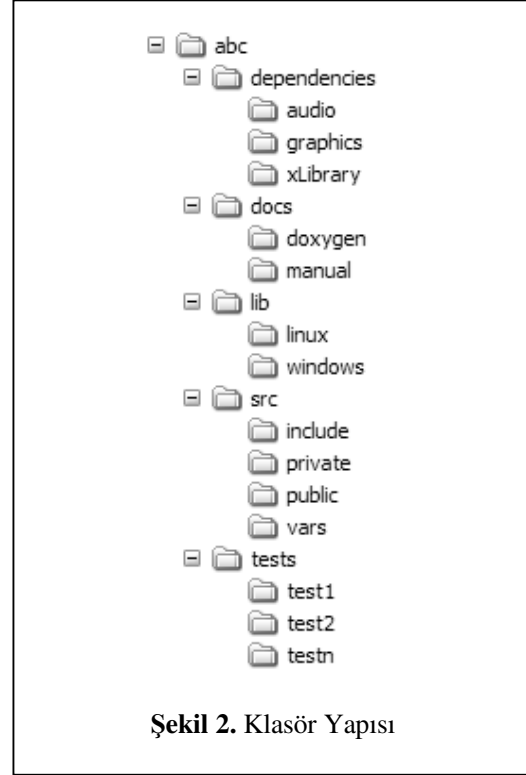 abc
dependencies
audio
graphics
xLibrary
docs
doxygen
manual
lib
linux
windows
src
include
private
public
vars
tests
test1
test2
testn
Şekil 2. Klasör Yapısı